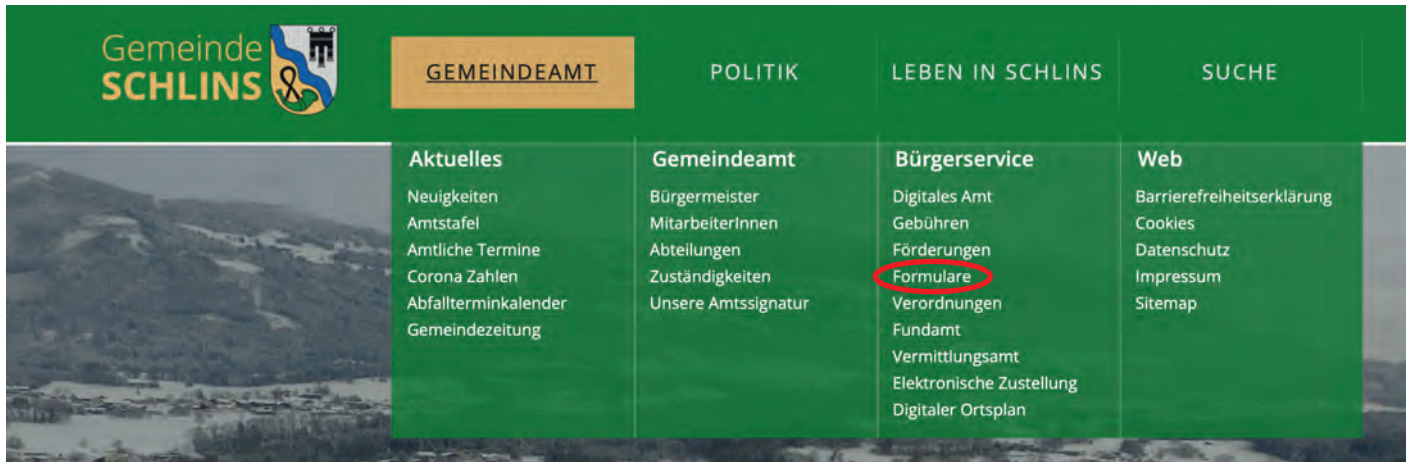 Gemeinde
SCHLINS
GEMEINDEAMT
POLITIK
LEBEN IN SCHLINS
SUCHE
Aktuelles
Neuigkeiten
Amtstafel
Amtliche Termine
Corona Zahlen
Abfallterminkalender
Gemeindezeitung
Gemeindeamt
Bürgermeister
MitarbeiterInnen
Abteilungen
Zuständigkeiten
Unsere Amtssignatur
Bürgerservice
Digitales Amt
Gebühren
Förderungen
Formulare
Verordnungen
Fundamt
Vermittlungsamt
Elektronische Zustellung
Digitaler Ortsplan
Web
Barrierefreiheitserklärung
Cookies
Datenschutz
Impressum
Sitemap